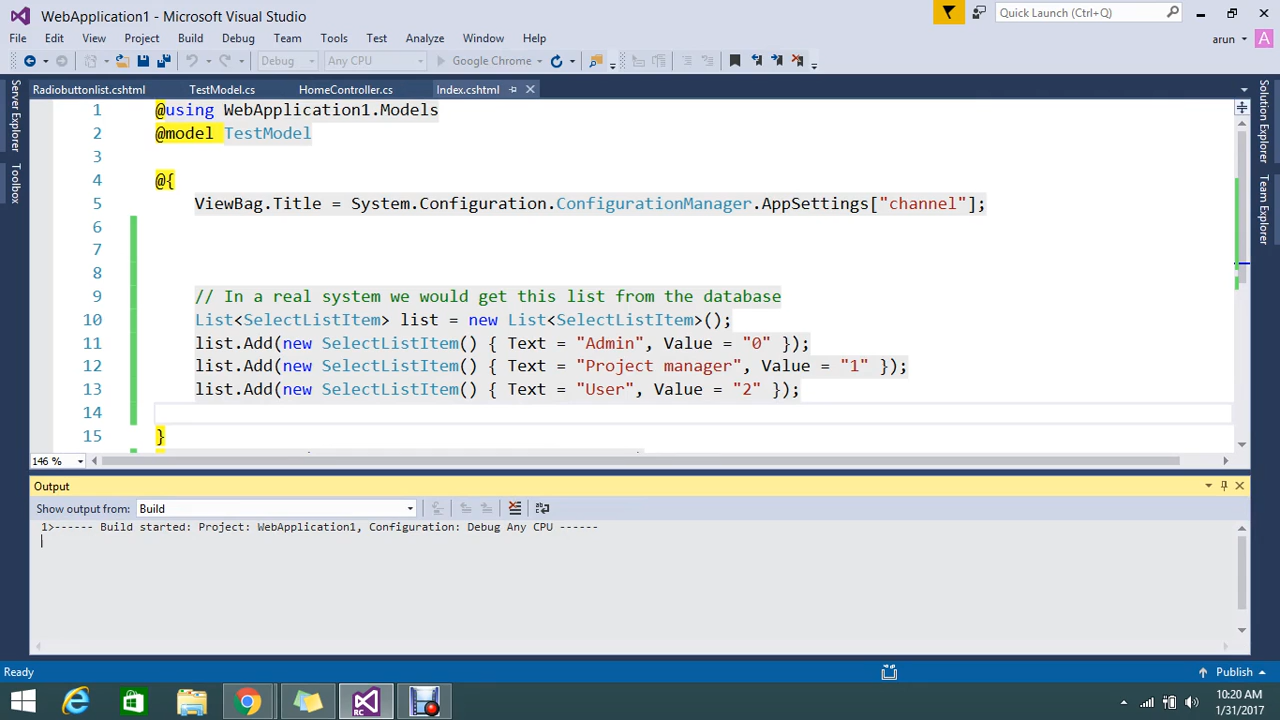 WebApplication1 - Microsoft Visual Studio
Quick Launch (Ctrl+Q)
File Edit View Project Build Debug Team Tools Test Analyze Window Help
arun A
Debug Any CPU Google Chrome
Server Explorer
Toolbox
Solution Explorer
Team Explorer
Radiobuttonlist.cshtml TestModel.cs HomeController.cs Index.cshtml
1 @using WebApplication1.Models
2 @model TestModel
3
4 @{
5 ViewBag.Title = System.Configuration.ConfigurationManager.AppSettings["channel"];
6
7
8
9 // In a real system we would get this list from the database
10 List<SelectListItem> list = new List<SelectListItem>();
11 list.Add(new SelectListItem() { Text = "Admin", Value = "0" });
12 list.Add(new SelectListItem() { Text = "Project manager", Value = "1" });
13 list.Add(new SelectListItem() { Text = "User", Value = "2" });
14
15 }
146 %
Output
Show output from: Build
1>------ Build started: Project: WebApplication1, Configuration: Debug Any CPU ------
Ready
Publish
RC
10:20 AM
1/31/2017